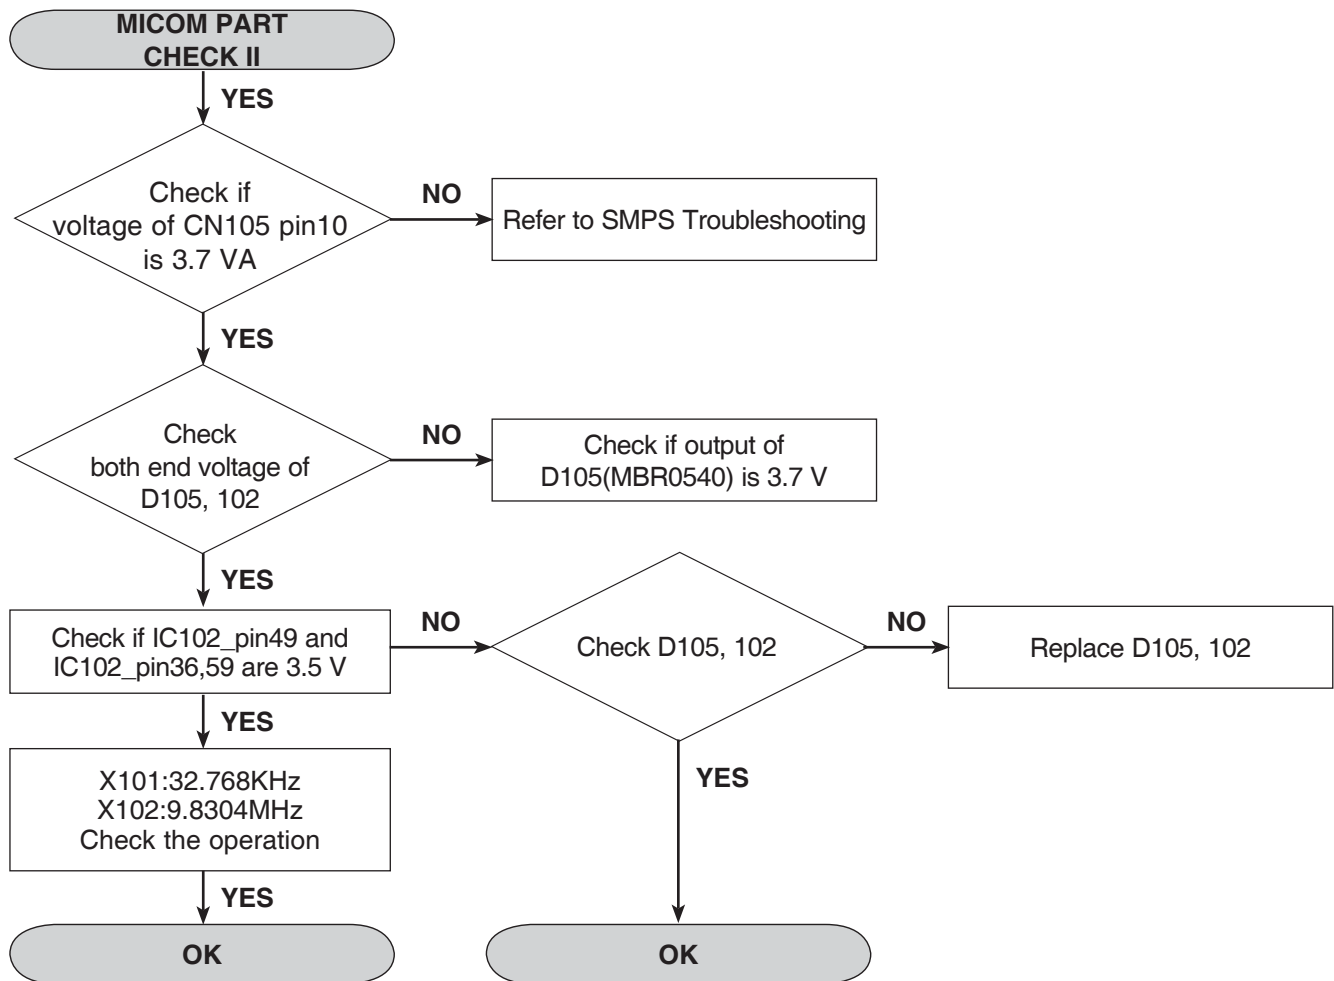 MICOM PART
CHECK II
YES
Check if
voltage of CN105 pin10
is 3.7 VA
NO
Refer to SMPS Troubleshooting
YES
Check
both end voltage of
D105, 102
NO
Check if output of
D105(MBR0540) is 3.7 V
YES
Check if IC102_pin49 and
IC102_pin36,59 are 3.5 V
NO
Check D105, 102
NO
Replace D105, 102
YES
X101:32.768KHz
X102:9.8304MHz
Check the operation
YES
YES
OK
OK